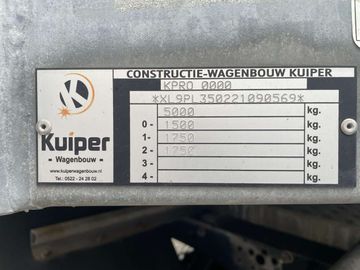 CONSTRUCTIE-WAGENBOUW KUIPER
KPRO 0000
*XL9PL350221090569*
5000 kg.
0- 1500 kg.
1- 1750 kg.
2- 1750 kg.
3- kg.
4- kg.
K
Kuiper
- Wagenbouw -
www.kuiperwagenbouw.nl
Tel.: 0522 - 24 28 02